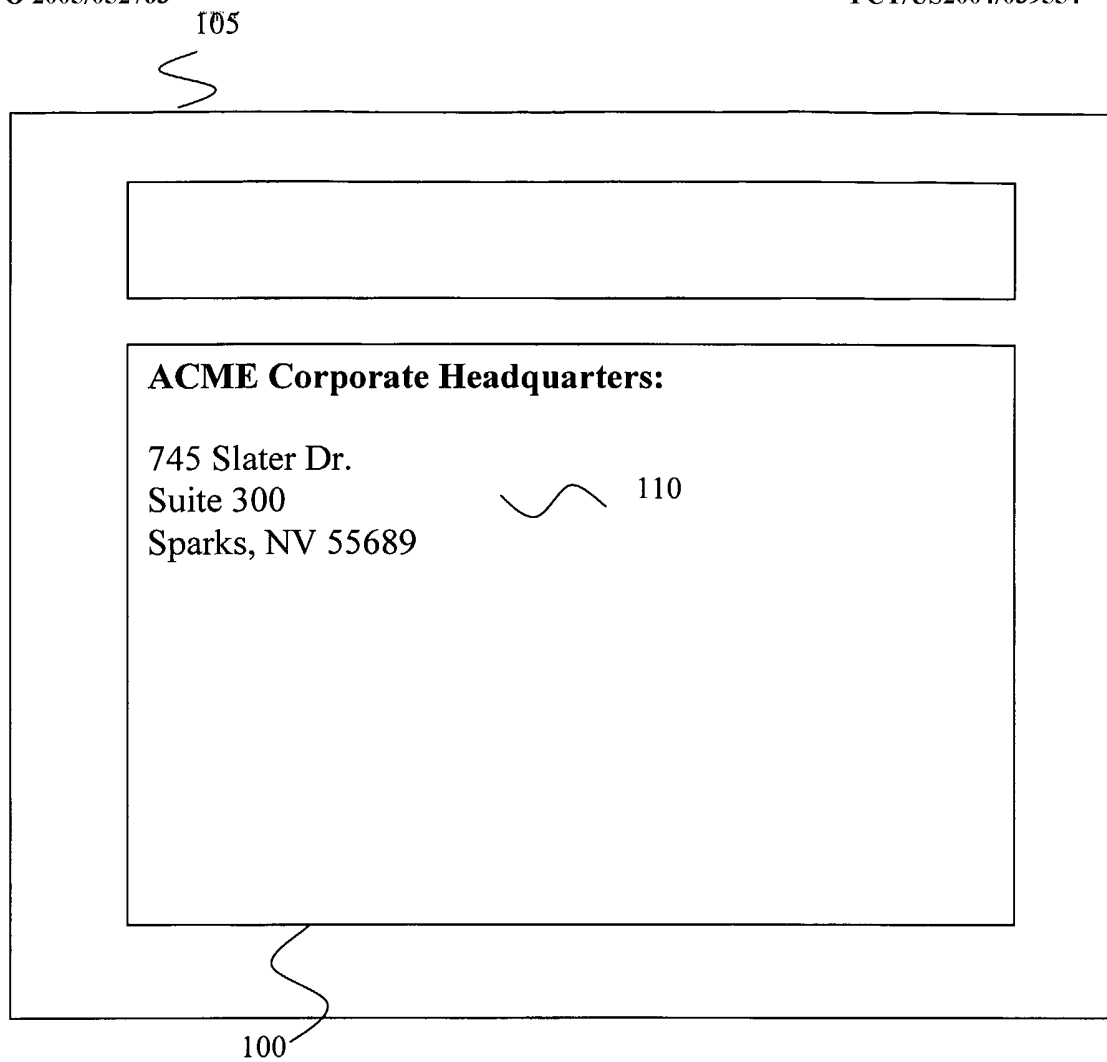 105
ACME Corporate Headquarters:
745 Slater Dr.
Suite 300
110
Sparks, NV 55689
100